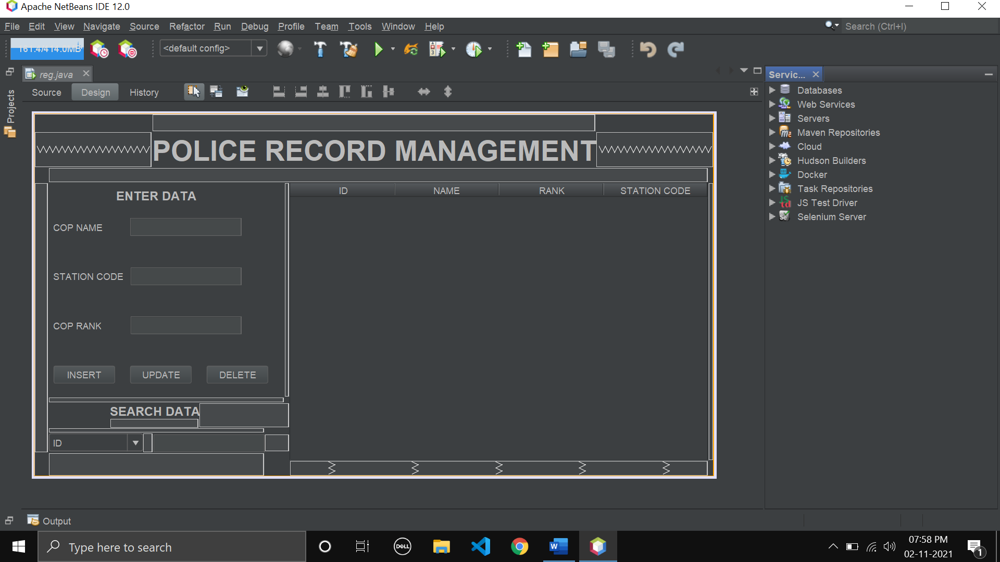 Apache NetBeans IDE 12.0
File Edit View Navigate Source Refactor Run Debug Profile Team Tools Window Help
Search (Ctrl+I)
161.4/414.0MB
<default config>
reg.java
Servic...
Projects
Source Design History
Databases
Web Services
Servers
Maven Repositories
Cloud
Hudson Builders
Docker
Task Repositories
JS Test Driver
Selenium Server
POLICE RECORD MANAGEMENT
ENTER DATA
COP NAME
STATION CODE
COP RANK
INSERT UPDATE DELETE
SEARCH DATA
ID
ID NAME RANK STATION CODE
Output
Type here to search
DELL
W
07:58 PM
02-11-2021
1